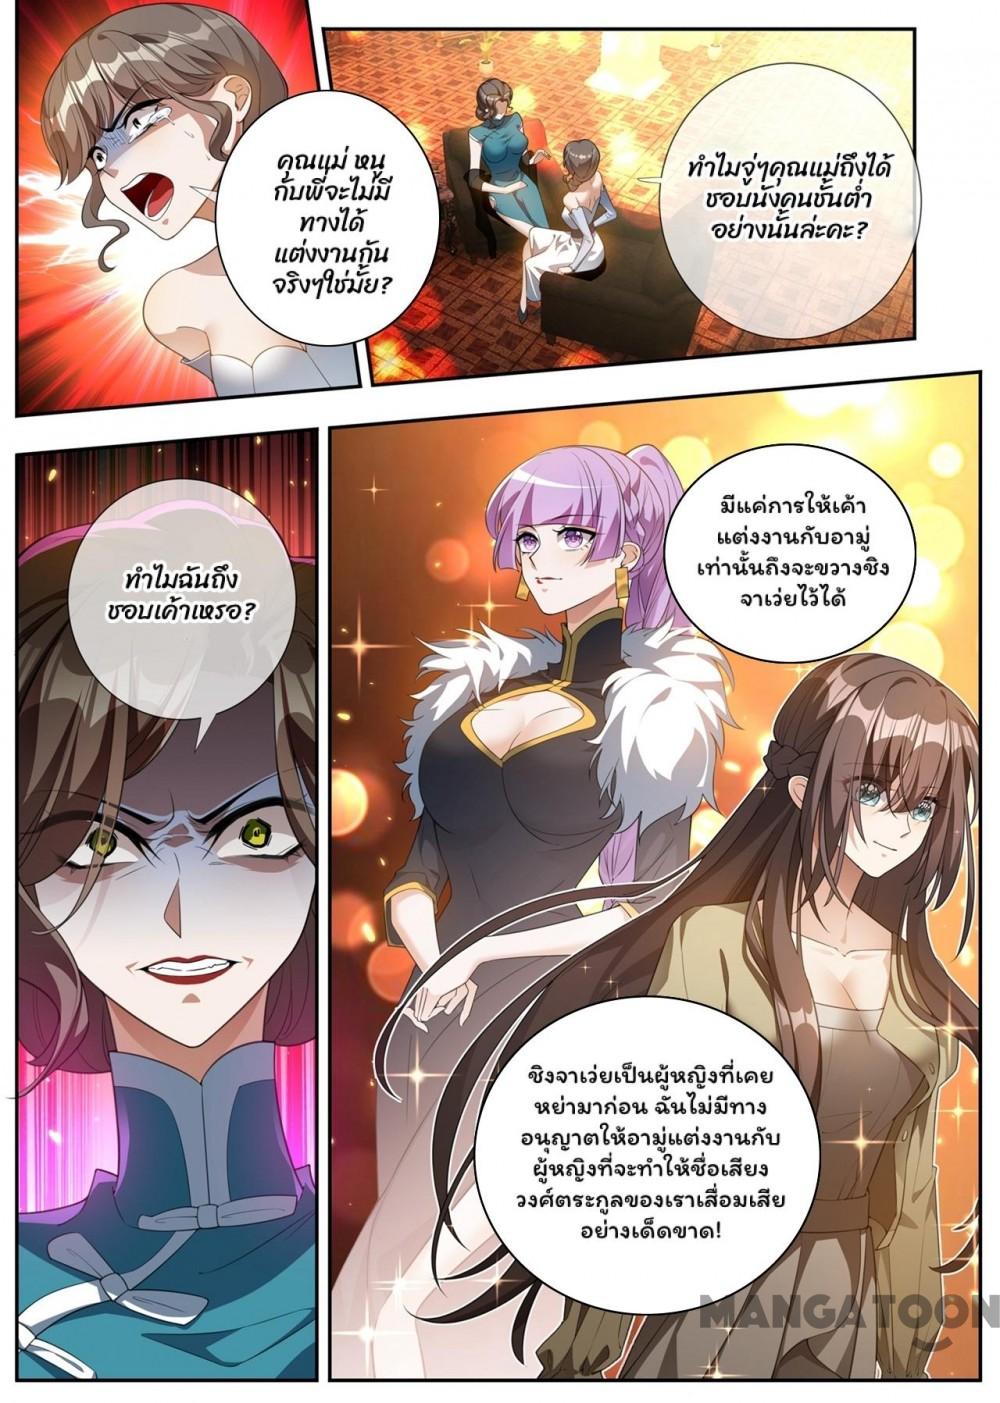 คุณแม่ หนู
กับพี่จะไม่มี
ทางได้
แต่งงานกัน
จริงๆใช่มั้ย?
ทำไมจู่ๆคุณแม่ถึงได้
ชอบนังคนชั้นต่ำ
อย่างนั้นล่ะคะ?
ทำไมฉันถึง
ชอบเค้าเหรอ?
มีแค่การให้เค้า
แต่งงานกับอามู่
เท่านั้นถึงจะขวางชิง
จาเว่ยไว้ได้
ชิงจาเว่ยเป็นผู้หญิงที่เคย
หย่ามาก่อน ฉันไม่มีทาง
อนุญาตให้อามู่แต่งงานกับ
ผู้หญิงที่จะทำให้ชื่อเสียง
วงศ์ตระกูลของเราเสื่อมเสีย
อย่างเด็ดขาด!
MANGATOON